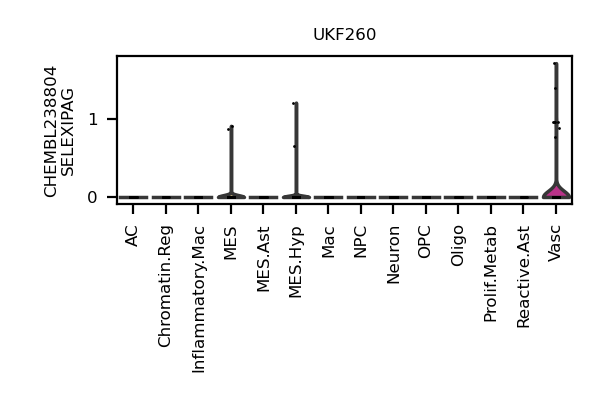 UKF260
CHEMBL238804
SELEXIPAG
1
0
AC
Chromatin.Reg
Inflammatory.Mac
MES
MES.Ast
MES.Hyp
Mac
NPC
Neuron
OPC
Oligo
Prolif.Metab
Reactive.Ast
Vasc